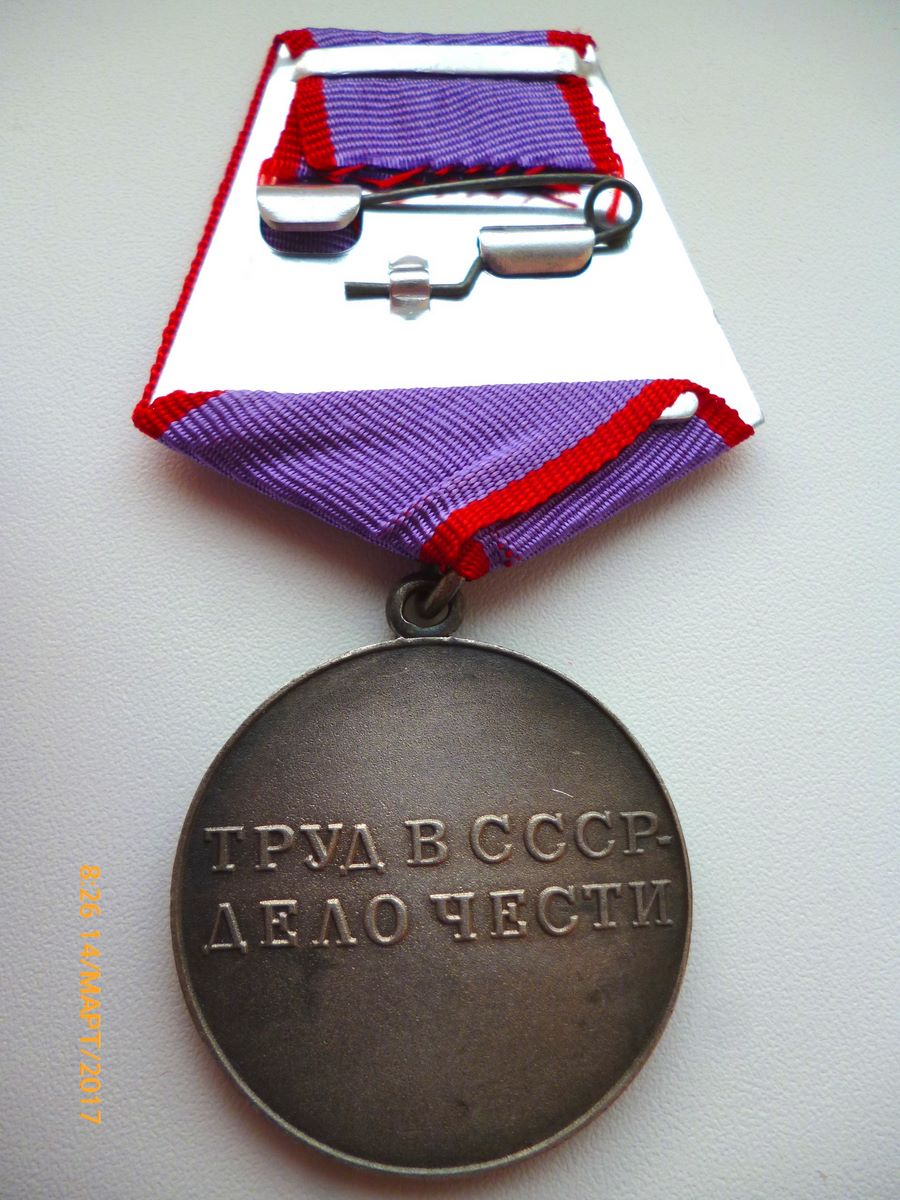 ТРУД В СССР-
ДЕЛО ЧЕСТИ
8:26 14/МАРТ/2017